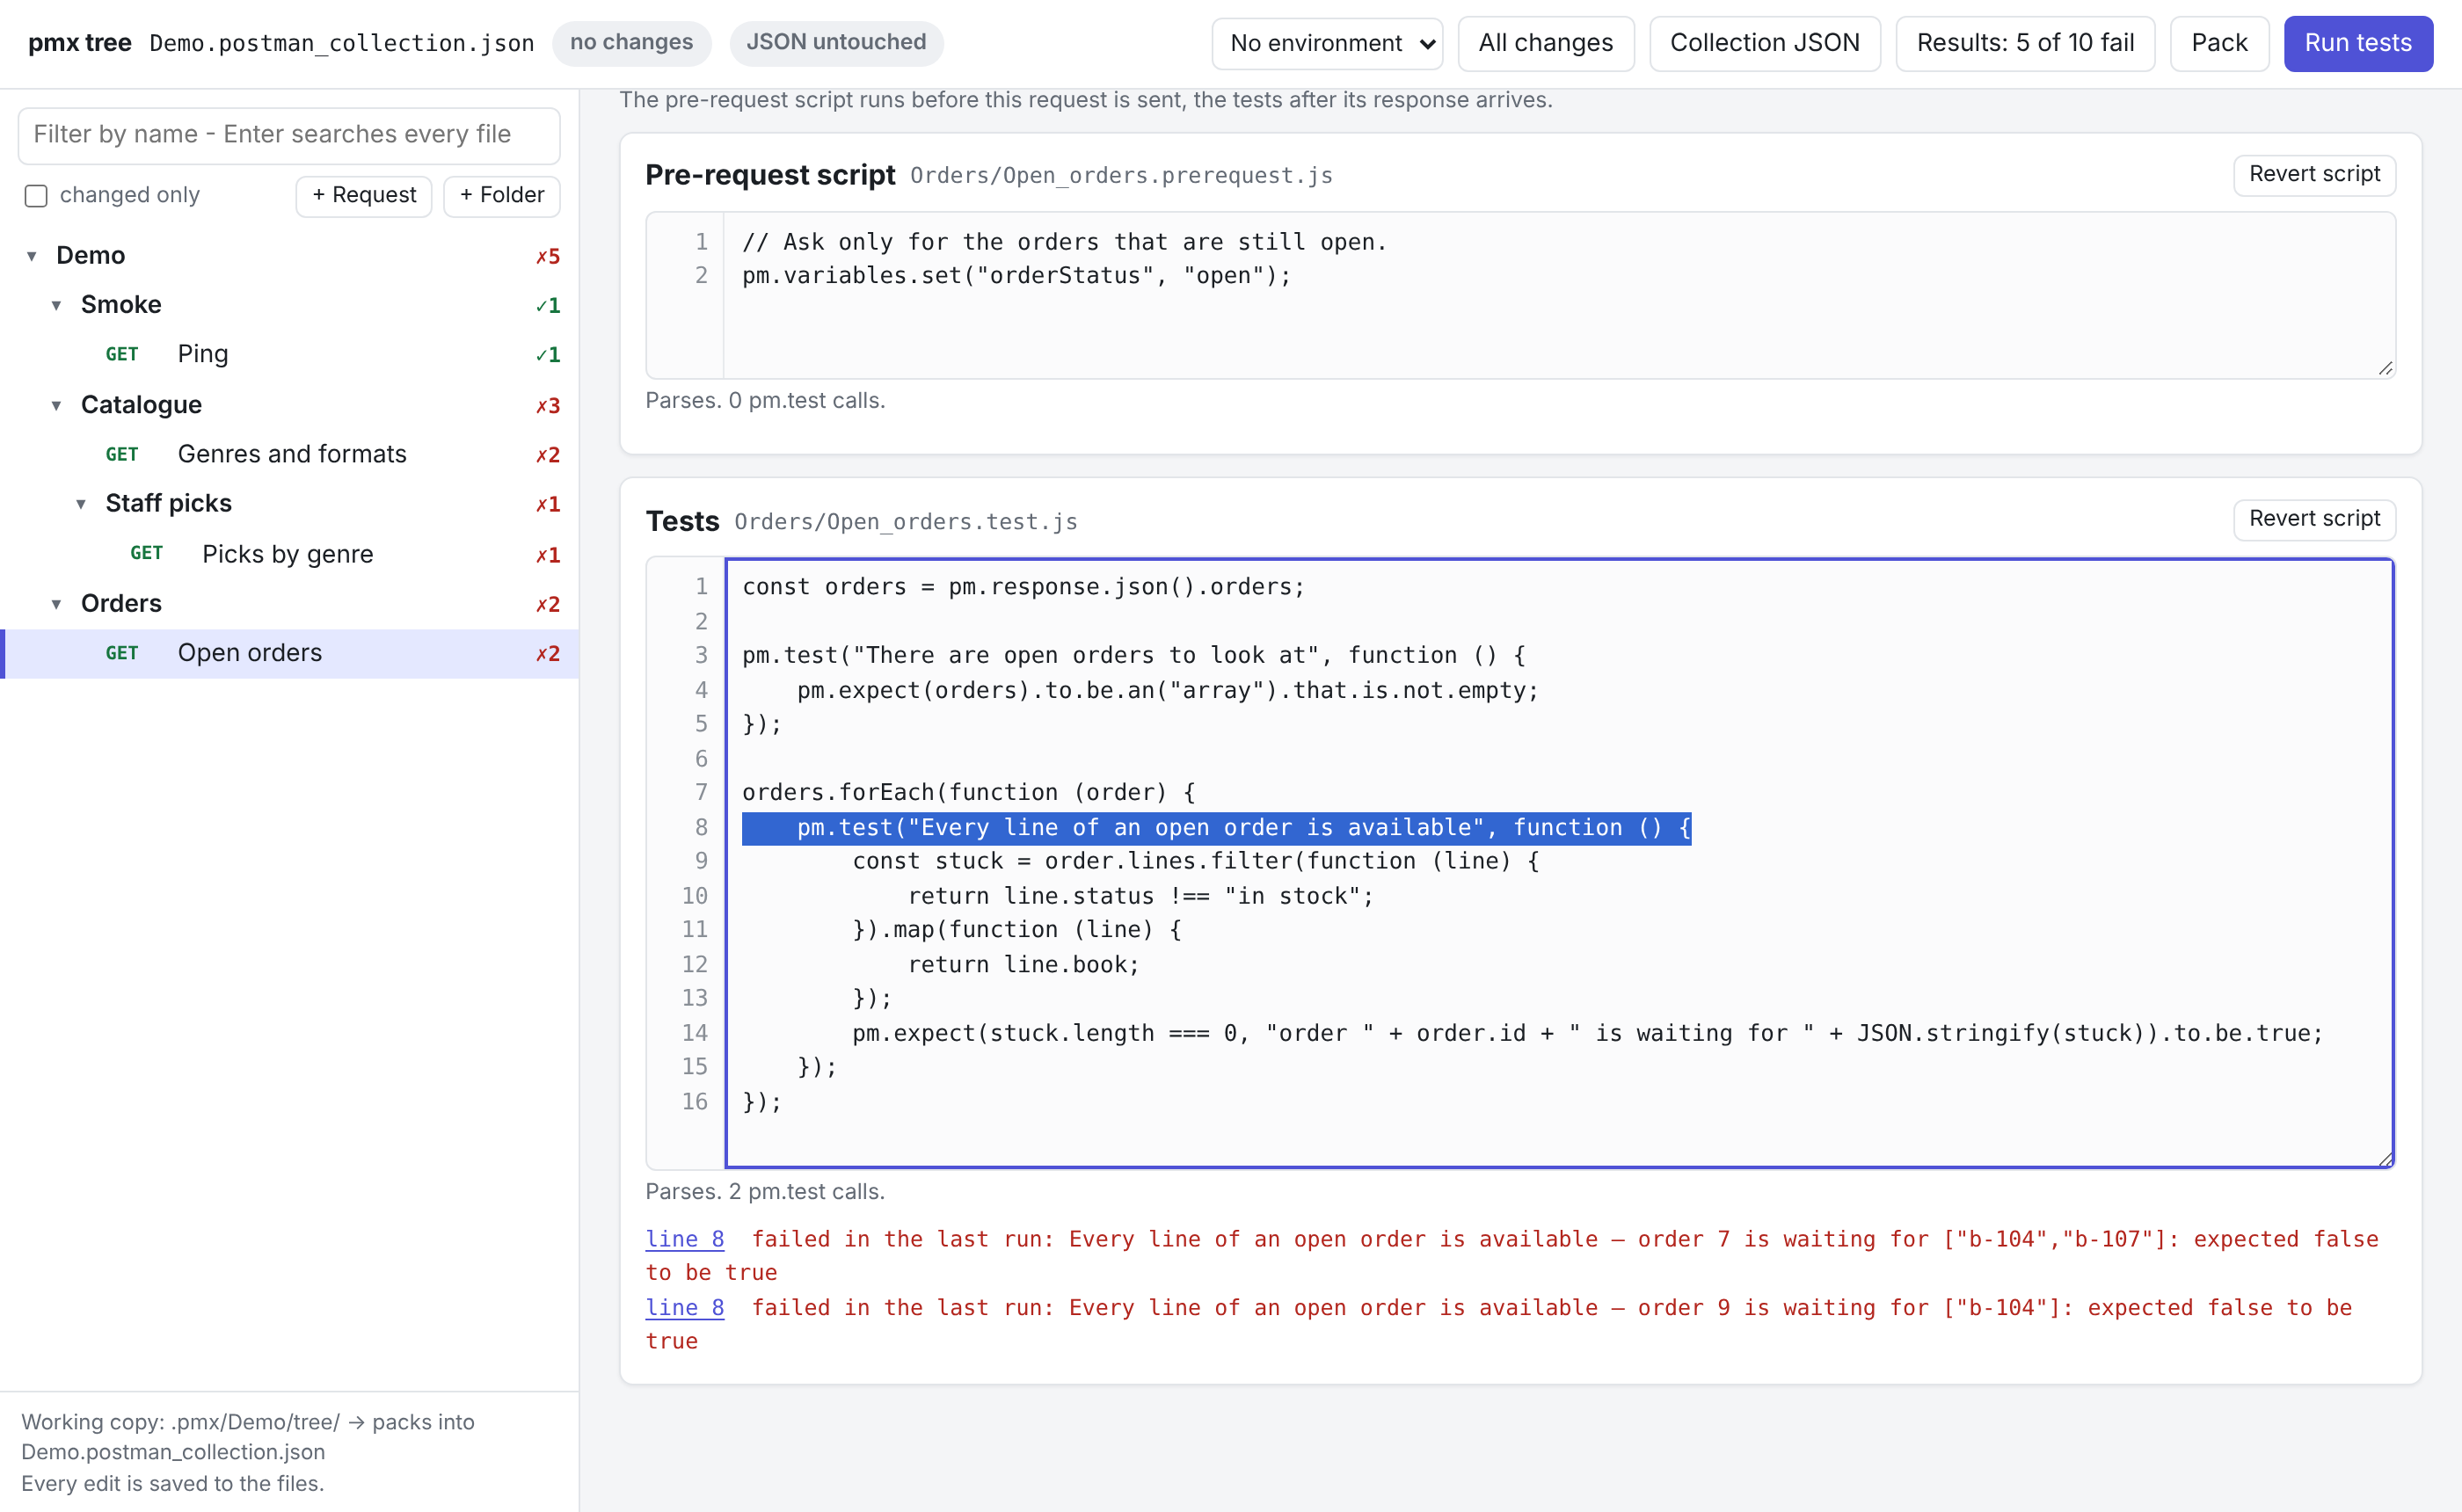 pmx tree Demo.postman_collection.json no changes JSON untouched No environment All changes Collection JSON Results: 5 of 10 fail Pack Run tests
Filter by name - Enter searches every file
changed only + Request + Folder
▾ Demo ✗5
▾ Smoke ✓1
GET Ping ✓1
▾ Catalogue ✗3
GET Genres and formats ✗2
▾ Staff picks ✗1
GET Picks by genre ✗1
▾ Orders ✗2
GET Open orders ✗2
Working copy: .pmx/Demo/tree/ → packs into
Demo.postman_collection.json
Every edit is saved to the files.
The pre-request script runs before this request is sent, the tests after its response arrives.
Pre-request script Orders/Open_orders.prerequest.js Revert script
1 // Ask only for the orders that are still open.
2 pm.variables.set("orderStatus", "open");
Parses. 0 pm.test calls.
Tests Orders/Open_orders.test.js Revert script
1 const orders = pm.response.json().orders;
2
3 pm.test("There are open orders to look at", function () {
4     pm.expect(orders).to.be.an("array").that.is.not.empty;
5 });
6
7 orders.forEach(function (order) {
8     pm.test("Every line of an open order is available", function () {
9         const stuck = order.lines.filter(function (line) {
10             return line.status !== "in stock";
11         }).map(function (line) {
12             return line.book;
13         });
14         pm.expect(stuck.length === 0, "order " + order.id + " is waiting for " + JSON.stringify(stuck)).to.be.true;
15     });
16 });
Parses. 2 pm.test calls.
line 8 failed in the last run: Every line of an open order is available — order 7 is waiting for ["b-104","b-107"]: expected false
to be true
line 8 failed in the last run: Every line of an open order is available — order 9 is waiting for ["b-104"]: expected false to be
true